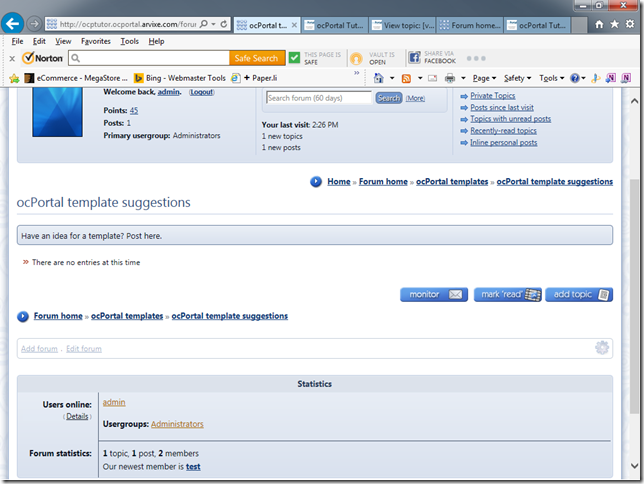 http://ocptutor.ocportal.arvixe.com/foru
ocPortal t...
ocPortal Tut...
View topic: [v...
Forum home...
ocPortal Tut...
File Edit View Favorites Tools Help
x Norton Safe Search THIS PAGE IS SAFE VAULT IS OPEN SHARE VIA FACEBOOK
eCommerce - MegaStore ... Bing - Webmaster Tools + Paper.li » Page Safety Tools
Welcome back, admin. (Logout)
Points: 45
Posts: 1
Primary usergroup: Administrators
Search forum (60 days) Search (More)
Your last visit: 2:26 PM
1 new topics
1 new posts
Private Topics
Posts since last visit
Topics with unread posts
Recently-read topics
Inline personal posts
Home » Forum home » ocPortal templates » ocPortal template suggestions
ocPortal template suggestions
Have an idea for a template? Post here.
» There are no entries at this time
monitor mark 'read' add topic
Forum home » ocPortal templates » ocPortal template suggestions
Add forum Edit forum
Statistics
Users online: admin
(Details)
Usergroups: Administrators
Forum statistics: 1 topic, 1 post, 2 members
Our newest member is test